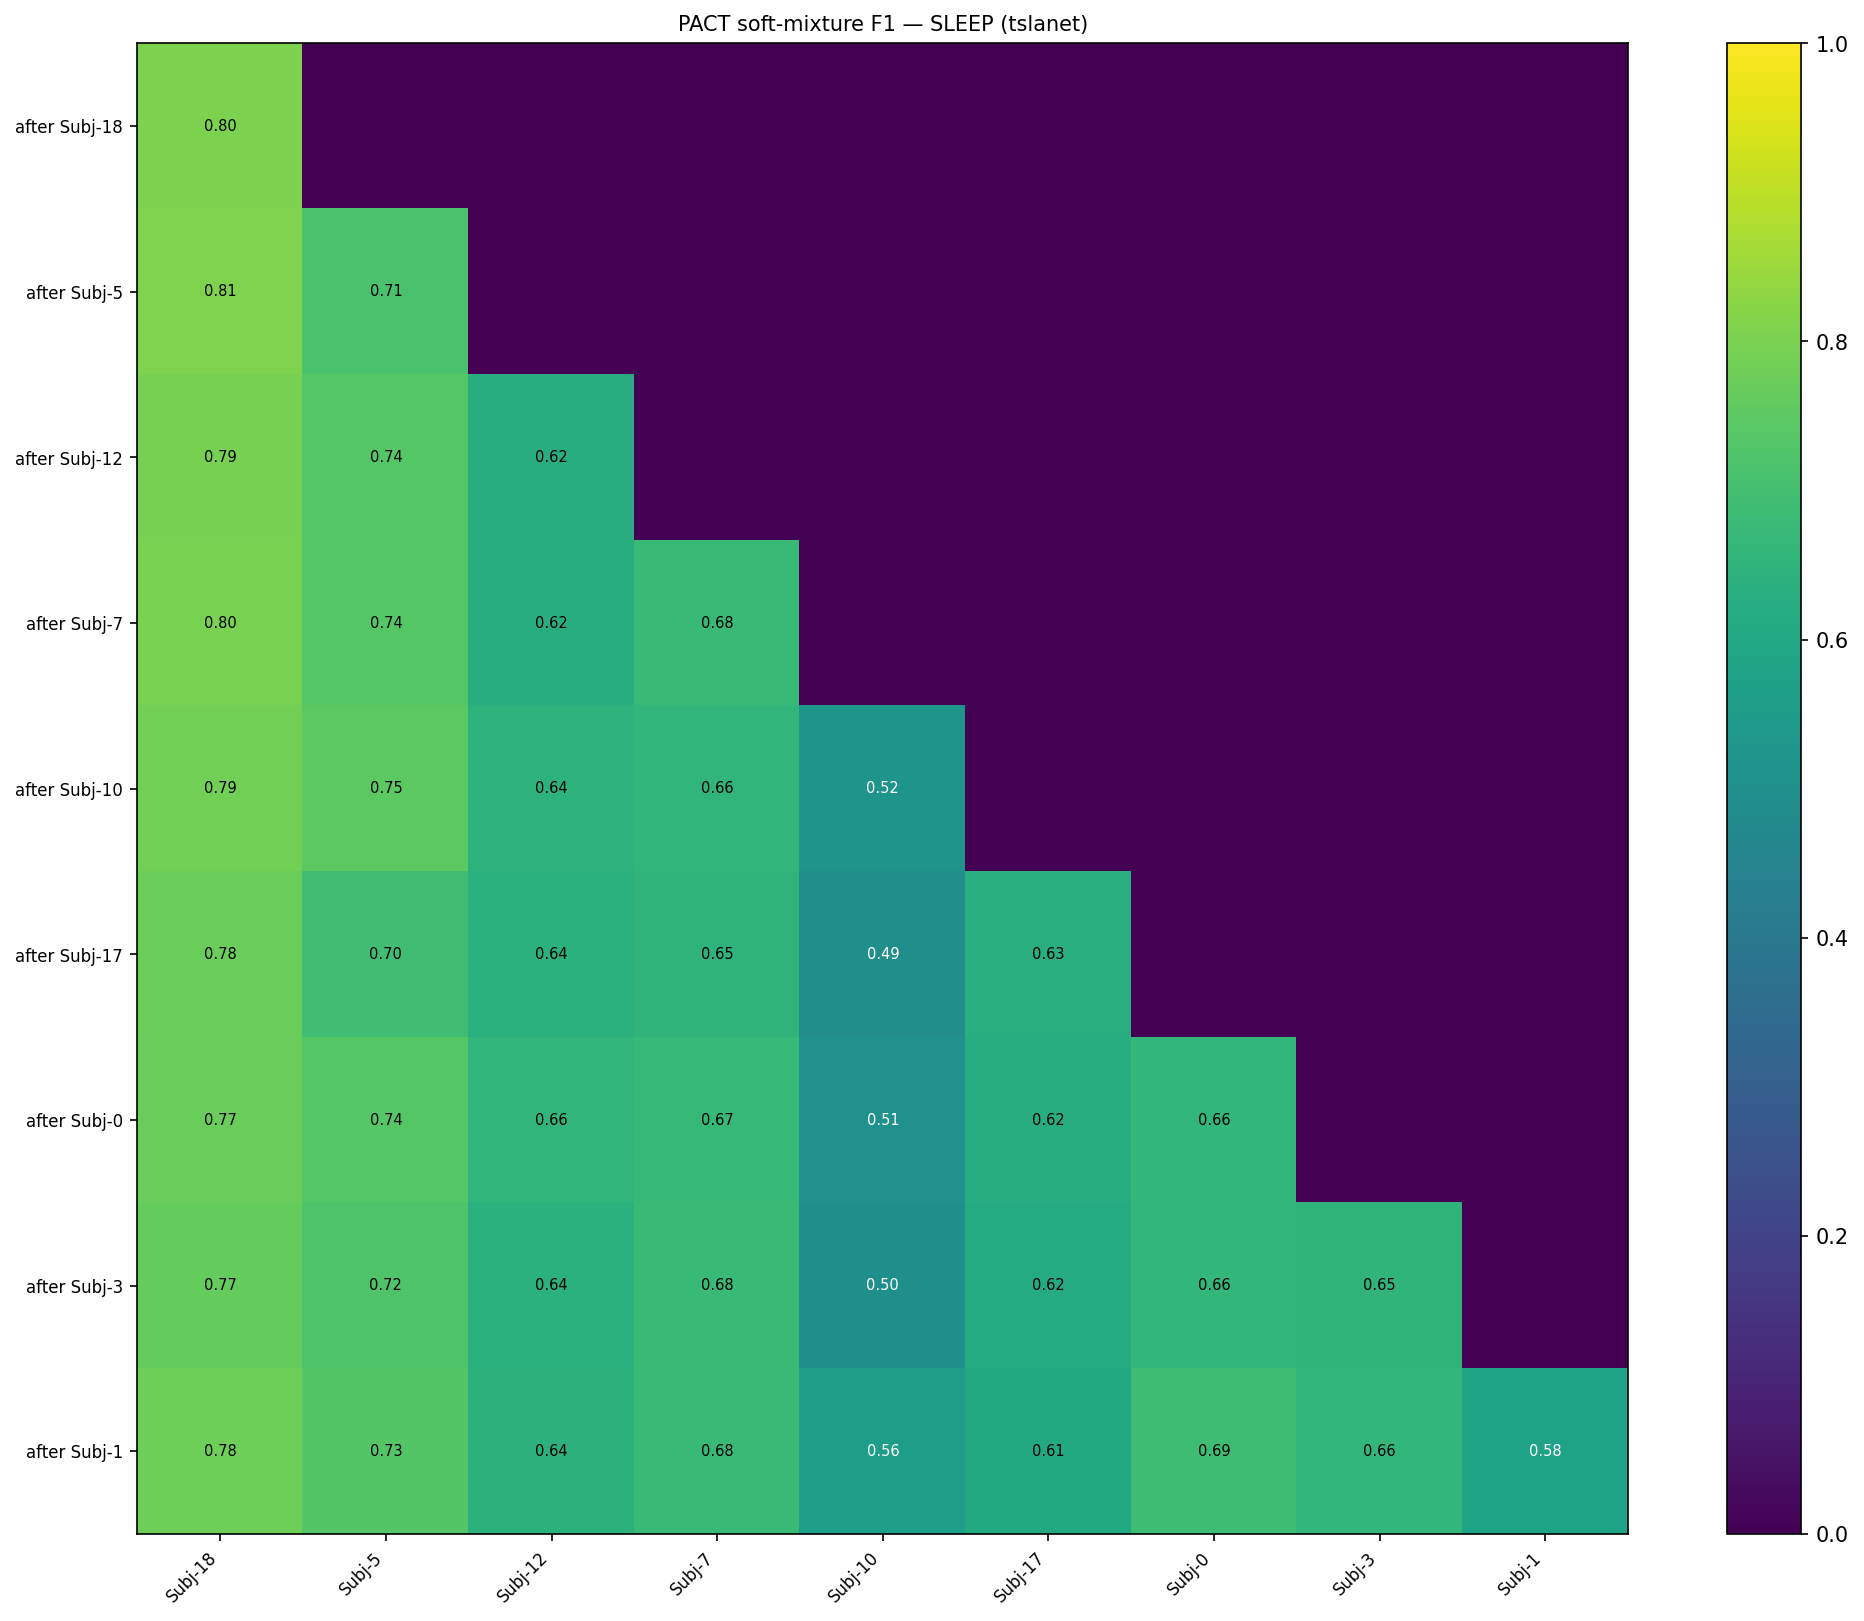 PACT soft-mixture F1 — SLEEP (tslanet)
1.0
after Subj-18 0.80
after Subj-5 0.81 0.71
0.8
after Subj-12 0.79 0.74 0.62
after Subj-7 0.80 0.74 0.62 0.68
0.6
after Subj-10 0.79 0.75 0.64 0.66 0.52
after Subj-17 0.78 0.70 0.64 0.65 0.49 0.63
0.4
after Subj-0 0.77 0.74 0.66 0.67 0.51 0.62 0.66
0.2
after Subj-3 0.77 0.72 0.64 0.68 0.50 0.62 0.66 0.65
after Subj-1 0.78 0.73 0.64 0.68 0.56 0.61 0.69 0.66 0.58
0.0
Subj-18 Subj-5 Subj-12 Subj-7 Subj-10 Subj-17 Subj-0 Subj-3 Subj-1